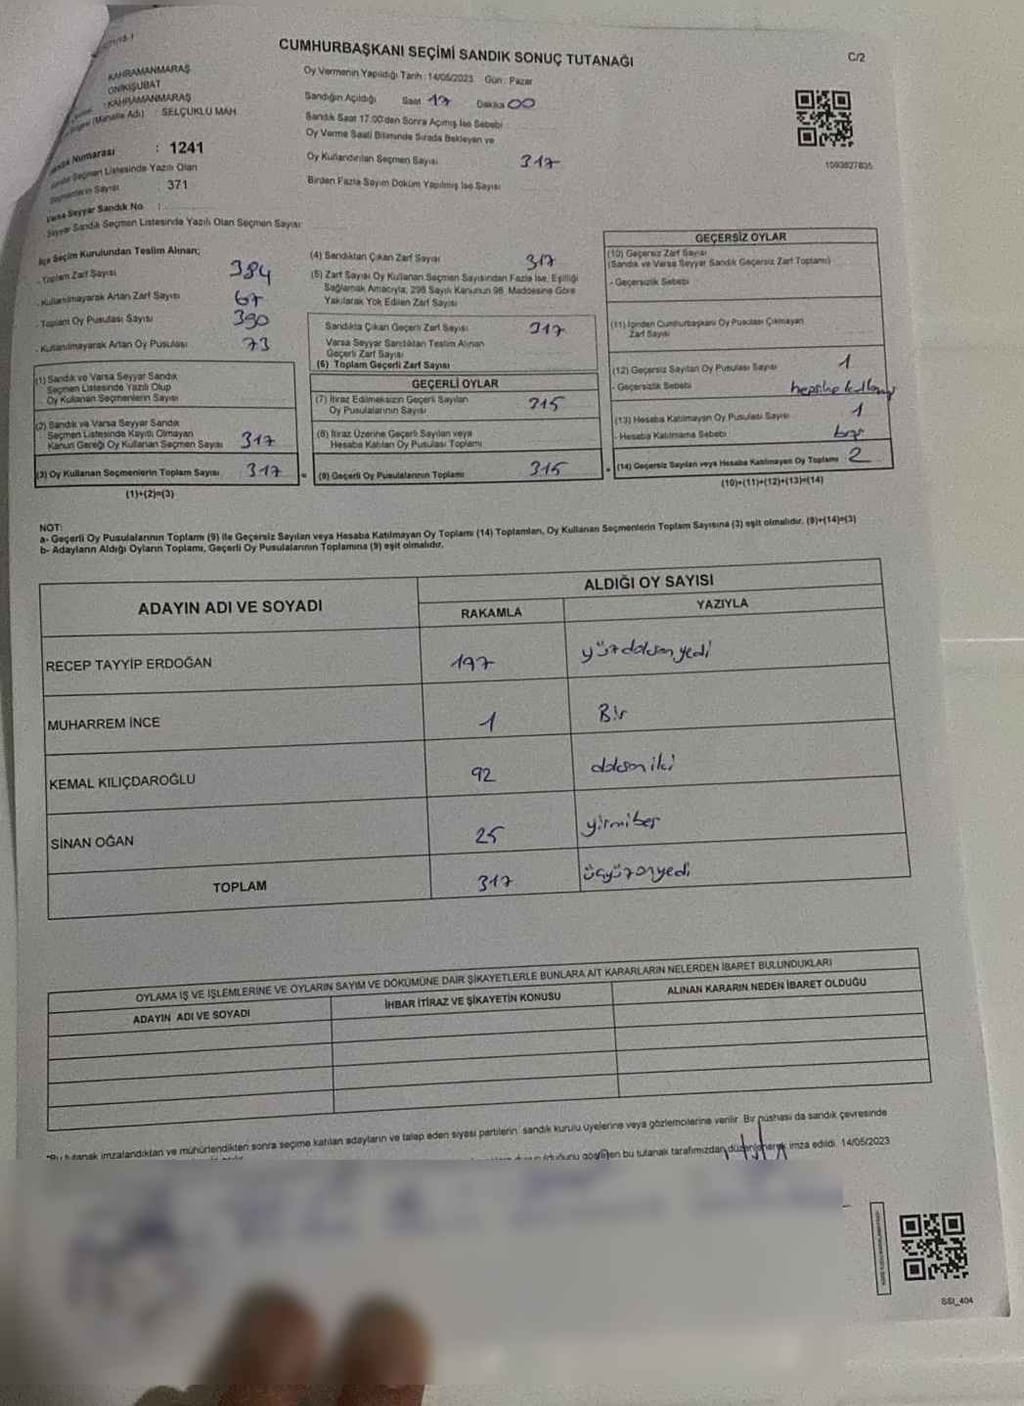 CUMHURBAŞKANI SEÇİMİ SANDIK SONUÇ TUTANAĞI
C/2
KAHRAMANMARAŞ
ONİKİŞUBAT
: KAHRAMANMARAŞ
(Mahalle Adı) : SELÇUKLU MAH.
Numarası : 1241
Seçmen Listesinde Yazılı Olan
Seçmenlerin Sayısı : 371
Varsa Seyyar Sandık No :
Seyyar Sandık Seçmen Listesinde Yazılı Olan Seçmen Sayısı
Oy Vermenin Yapıldığı Tarih : 14/05/2023 Gün : Pazar
Sandığın Açıldığı Saat 17 Dakika 00
Sandık Saat 17:00'den Sonra Açılmış İse Sebebi
Oy Verme Saati Bitiminde Sırada Bekleyen ve
Oy Kullandırılan Seçmen Sayısı 317
Birden Fazla Sayım Döküm Yapılmış İse Sayısı
1093827835
İlçe Seçim Kurulundan Teslim Alınan;
- Toplam Zarf Sayısı 384
- Kullanılmayarak Artan Zarf Sayısı 67
- Toplam Oy Pusulası Sayısı 390
- Kullanılmayarak Artan Oy Pusulası 73
(1) Sandık ve Varsa Seyyar Sandık
Seçmen Listesinde Yazılı Olup
Oy Kullanan Seçmenlerin Sayısı
(2) Sandık ve Varsa Seyyar Sandık
Seçmen Listesinde Kayıtlı Olmayan
Kanun Gereği Oy Kullanan Seçmen Sayısı 317
(3) Oy Kullanan Seçmenlerin Toplam Sayısı 317
(1)+(2)=(3)
(4) Sandıktan Çıkan Zarf Sayısı 317
(5) Zarf Sayısı Oy Kullanan Seçmen Sayısından Fazla İse, Eşitliği
Sağlamak Amacıyla; 298 Sayılı Kanunun 98. Maddesine Göre
Yakılarak Yok Edilen Zarf Sayısı
Sandıkta Çıkan Geçerli Zarf Sayısı 317
Varsa Seyyar Sandıktan Teslim Alınan
Geçerli Zarf Sayısı
(6) Toplam Geçerli Zarf Sayısı
GEÇERLİ OYLAR
(7) İtiraz Edilmeksizin Geçerli Sayılan
Oy Pusulalarının Sayısı 315
(8) İtiraz Üzerine Geçerli Sayılan veya
Hesaba Katılan Oy Pusulası Toplamı
= (9) Geçerli Oy Pusulalarının Toplamı 315
GEÇERSİZ OYLAR
(10) Geçersiz Zarf Sayısı
(Sandık ve Varsa Seyyar Sandık Geçersiz Zarf Toplamı)
- Geçersizlik Sebebi
(11) İçinden Cumhurbaşkanı Oy Pusulası Çıkmayan
Zarf Sayısı
(12) Geçersiz Sayılan Oy Pusulası Sayısı 1
- Geçersizlik Sebebi
(13) Hesaba Katılmayan Oy Pusulası Sayısı 1
- Hesaba Katılmama Sebebi
+ (14) Geçersiz Sayılan veya Hesaba Katılmayan Oy Toplamı 2
(10)+(11)+(12)+(13)=(14)
NOT:
a- Geçerli Oy Pusulalarının Toplamı (9) ile Geçersiz Sayılan veya Hesaba Katılmayan Oy Toplamı (14) Toplamları, Oy Kullanan Seçmenlerin Toplam Sayısına (3) eşit olmalıdır. (9)+(14)=(3)
b- Adayların Aldığı Oyların Toplamı, Geçerli Oy Pusulalarının Toplamına (9) eşit olmalıdır.
ADAYIN ADI VE SOYADI
ALDIĞI OY SAYISI
RAKAMLA YAZIYLA
RECEP TAYYİP ERDOĞAN 197 yüzdoksanyedi
MUHARREM İNCE 1 Bir
KEMAL KILIÇDAROĞLU 92 doksaniki
SİNAN OĞAN 25 yirmibeş
TOPLAM 317 üçyüzonyedi
OYLAMA İŞ VE İŞLEMLERİNE VE OYLARIN SAYIM VE DÖKÜMÜNE DAİR ŞİKAYETLERLE BUNLARA AİT KARARLARIN NELERDEN İBARET BULUNDUKLARI
ADAYIN ADI VE SOYADI İHBAR İTİRAZ VE ŞİKAYETİN KONUSU ALINAN KARARIN NEDEN İBARET OLDUĞU
*Bu tutanak imzalandıktan ve mühürlendikten sonra seçime katılan adayların ve talep eden siyasi partilerin sandık kurulu üyelerine veya gözlemcilerine verilir. Bir nüshası da sandık çevresinde
bu tutanak tarafımızdan düzenlenerek imza edildi. 14/05/2023
SSI_404